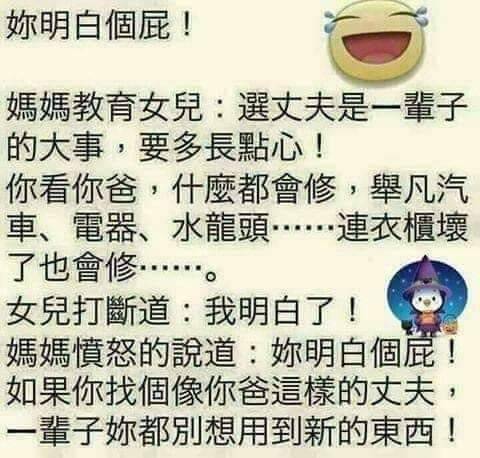 妳明白個屁！
媽媽教育女兒：選丈夫是一輩子
的大事，要多長點心！
你看你爸，什麼都會修，舉凡汽
車、電器、水龍頭⋯⋯連衣櫃壞
了也會修⋯⋯。
女兒打斷道：我明白了！
媽媽憤怒的說道：妳明白個屁！
如果你找個像你爸這樣的丈夫，
一輩子妳都別想用到新的東西！